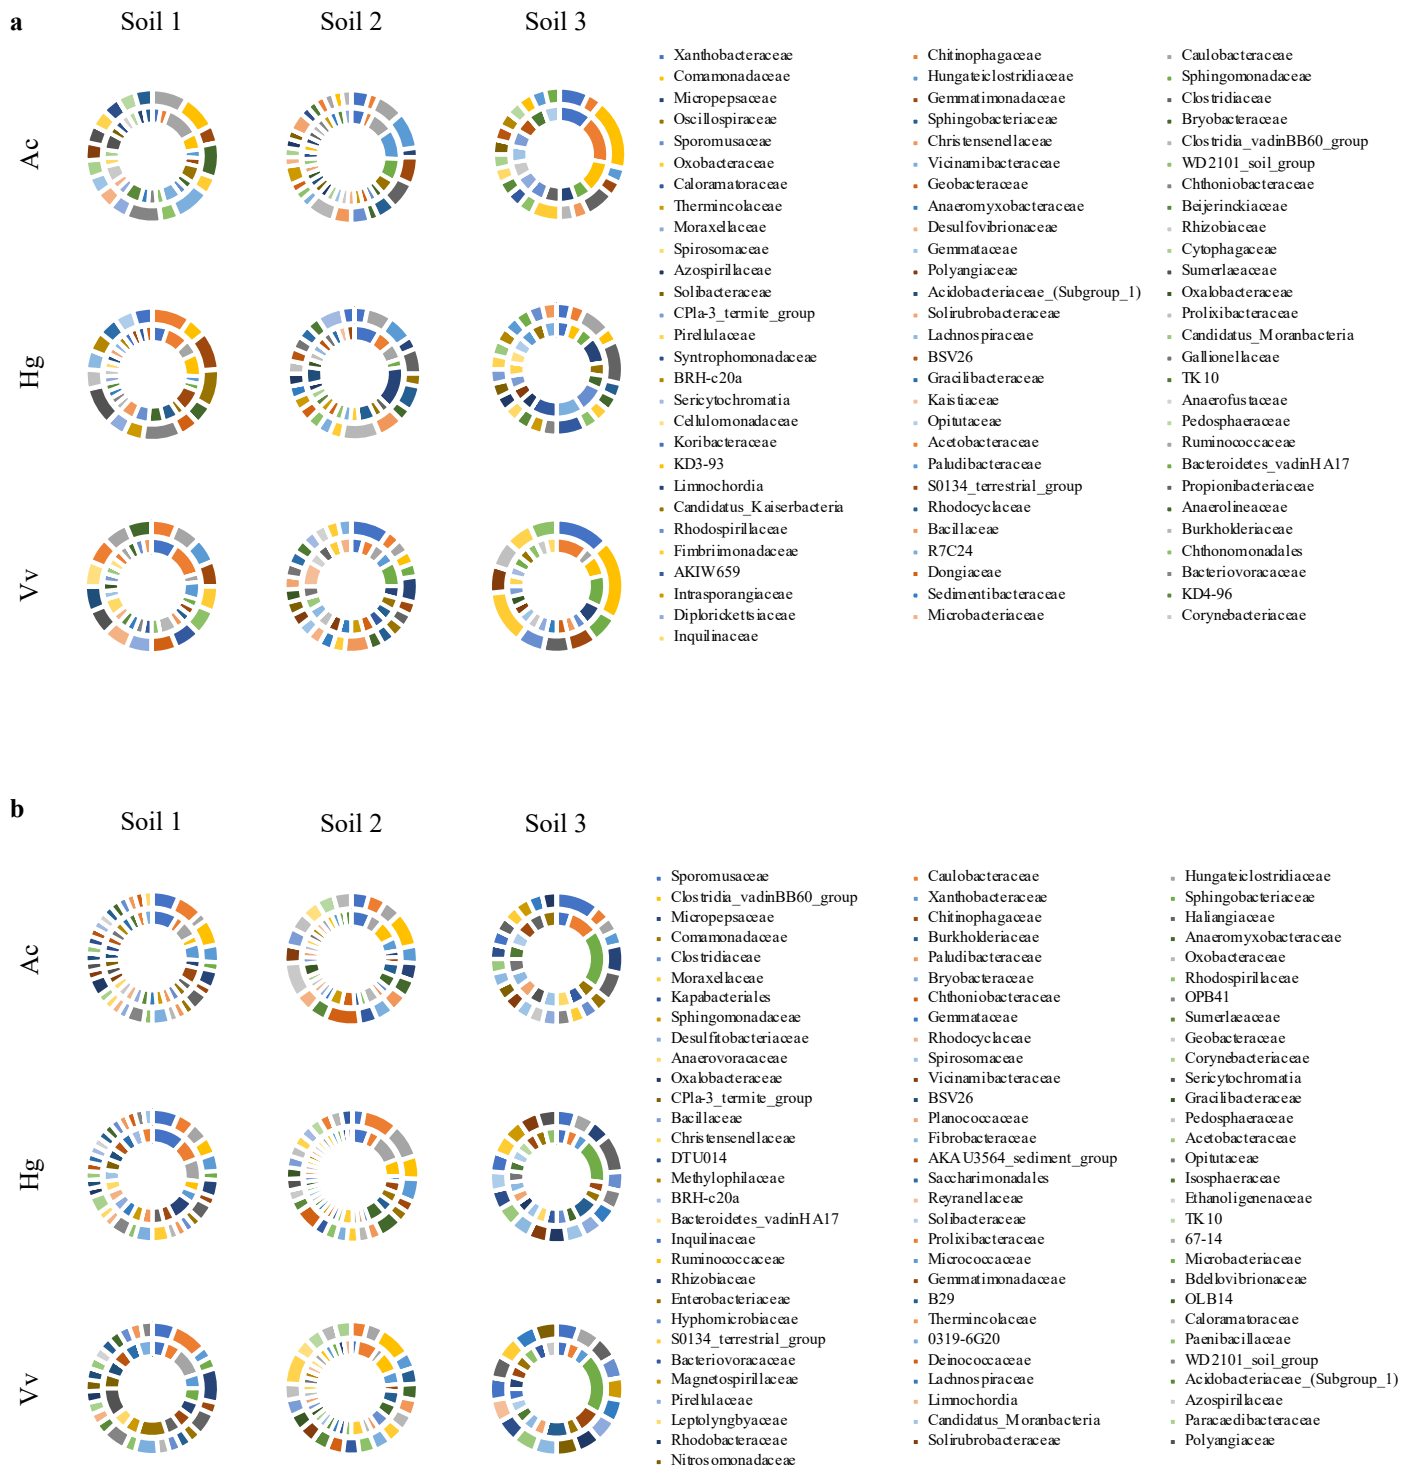 a
Soil 1 Soil 2 Soil 3
Ac
Hg
Vv
Xanthobacteraceae Chitinophagaceae Caulobacteraceae
Comamonadaceae Hungateiclostridiaceae Sphingomonadaceae
Micropepsaceae Gemmatimonadaceae Clostridiaceae
Oscillospiraceae Sphingobacteriaceae Bryobacteraceae
Sporomusaceae Christensenellaceae Clostridia_vadinBB60_group
Oxobacteraceae Vicinamibacteraceae WD2101_soil_group
Caloramatoraceae Geobacteraceae Chthoniobacteraceae
Thermincolaceae Anaeromyxobacteraceae Beijerinckiaceae
Moraxellaceae Desulfovibrionaceae Rhizobiaceae
Spirosomaceae Gemmataceae Cytophagaceae
Azospirillaceae Polyangiaceae Sumerlaeaceae
Solibacteraceae Acidobacteriaceae_(Subgroup_1) Oxalobacteraceae
CPla-3_termite_group Solirubrobacteraceae Prolixibacteraceae
Pirellulaceae Lachnospiraceae Candidatus_Moranbacteria
Syntrophomonadaceae BSV26 Gallionellaceae
BRH-c20a Gracilibacteraceae TK10
Sericytochromatia Kaistiaceae Anaerofustaceae
Cellulomonadaceae Opitutaceae Pedosphaeraceae
Koribacteraceae Acetobacteraceae Ruminococcaceae
KD3-93 Paludibacteraceae Bacteroidetes_vadinHA17
Limnochordia S0134_terrestrial_group Propionibacteriaceae
Candidatus_Kaiserbacteria Rhodocyclaceae Anaerolineaceae
Rhodospirillaceae Bacillaceae Burkholderiaceae
Fimbriimonadaceae R7C24 Chthonomonadales
AKIW659 Dongiaceae Bacteriovoracaceae
Intrasporangiaceae Sedimentibacteraceae KD4-96
Diplorickettsiaceae Microbacteriaceae Corynebacteriaceae
Inquilinaceae
b
Soil 1 Soil 2 Soil 3
Ac
Hg
Vv
Sporomusaceae Caulobacteraceae Hungateiclostridiaceae
Clostridia_vadinBB60_group Xanthobacteraceae Sphingobacteriaceae
Micropepsaceae Chitinophagaceae Haliangiaceae
Comamonadaceae Burkholderiaceae Anaeromyxobacteraceae
Clostridiaceae Paludibacteraceae Oxobacteraceae
Moraxellaceae Bryobacteraceae Rhodospirillaceae
Kapabacteriales Chthoniobacteraceae OPB41
Sphingomonadaceae Gemmataceae Sumerlaeaceae
Desulfitobacteriaceae Rhodocyclaceae Geobacteraceae
Anaerovoracaceae Spirosomaceae Corynebacteriaceae
Oxalobacteraceae Vicinamibacteraceae Sericytochromatia
CPla-3_termite_group BSV26 Gracilibacteraceae
Bacillaceae Planococcaceae Pedosphaeraceae
Christensenellaceae Fibrobacteraceae Acetobacteraceae
DTU014 AKAU3564_sediment_group Opitutaceae
Methylophilaceae Saccharimonadales Isosphaeraceae
BRH-c20a Reyranellaceae Ethanoligenenaceae
Bacteroidetes_vadinHA17 Solibacteraceae TK10
Inquilinaceae Prolixibacteraceae 67-14
Ruminococcaceae Micrococcaceae Microbacteriaceae
Rhizobiaceae Gemmatimonadaceae Bdellovibrionaceae
Enterobacteriaceae B29 OLB14
Hyphomicrobiaceae Thermincolaceae Caloramatoraceae
S0134_terrestrial_group 0319-6G20 Paenibacillaceae
Bacteriovoracaceae Deinococcaceae WD2101_soil_group
Magnetospirillaceae Lachnospiraceae Acidobacteriaceae_(Subgroup_1)
Pirellulaceae Limnochordia Azospirillaceae
Leptolyngbyaceae Candidatus_Moranbacteria Paracaedibacteraceae
Rhodobacteraceae Solirubrobacteraceae Polyangiaceae
Nitrosomonadaceae